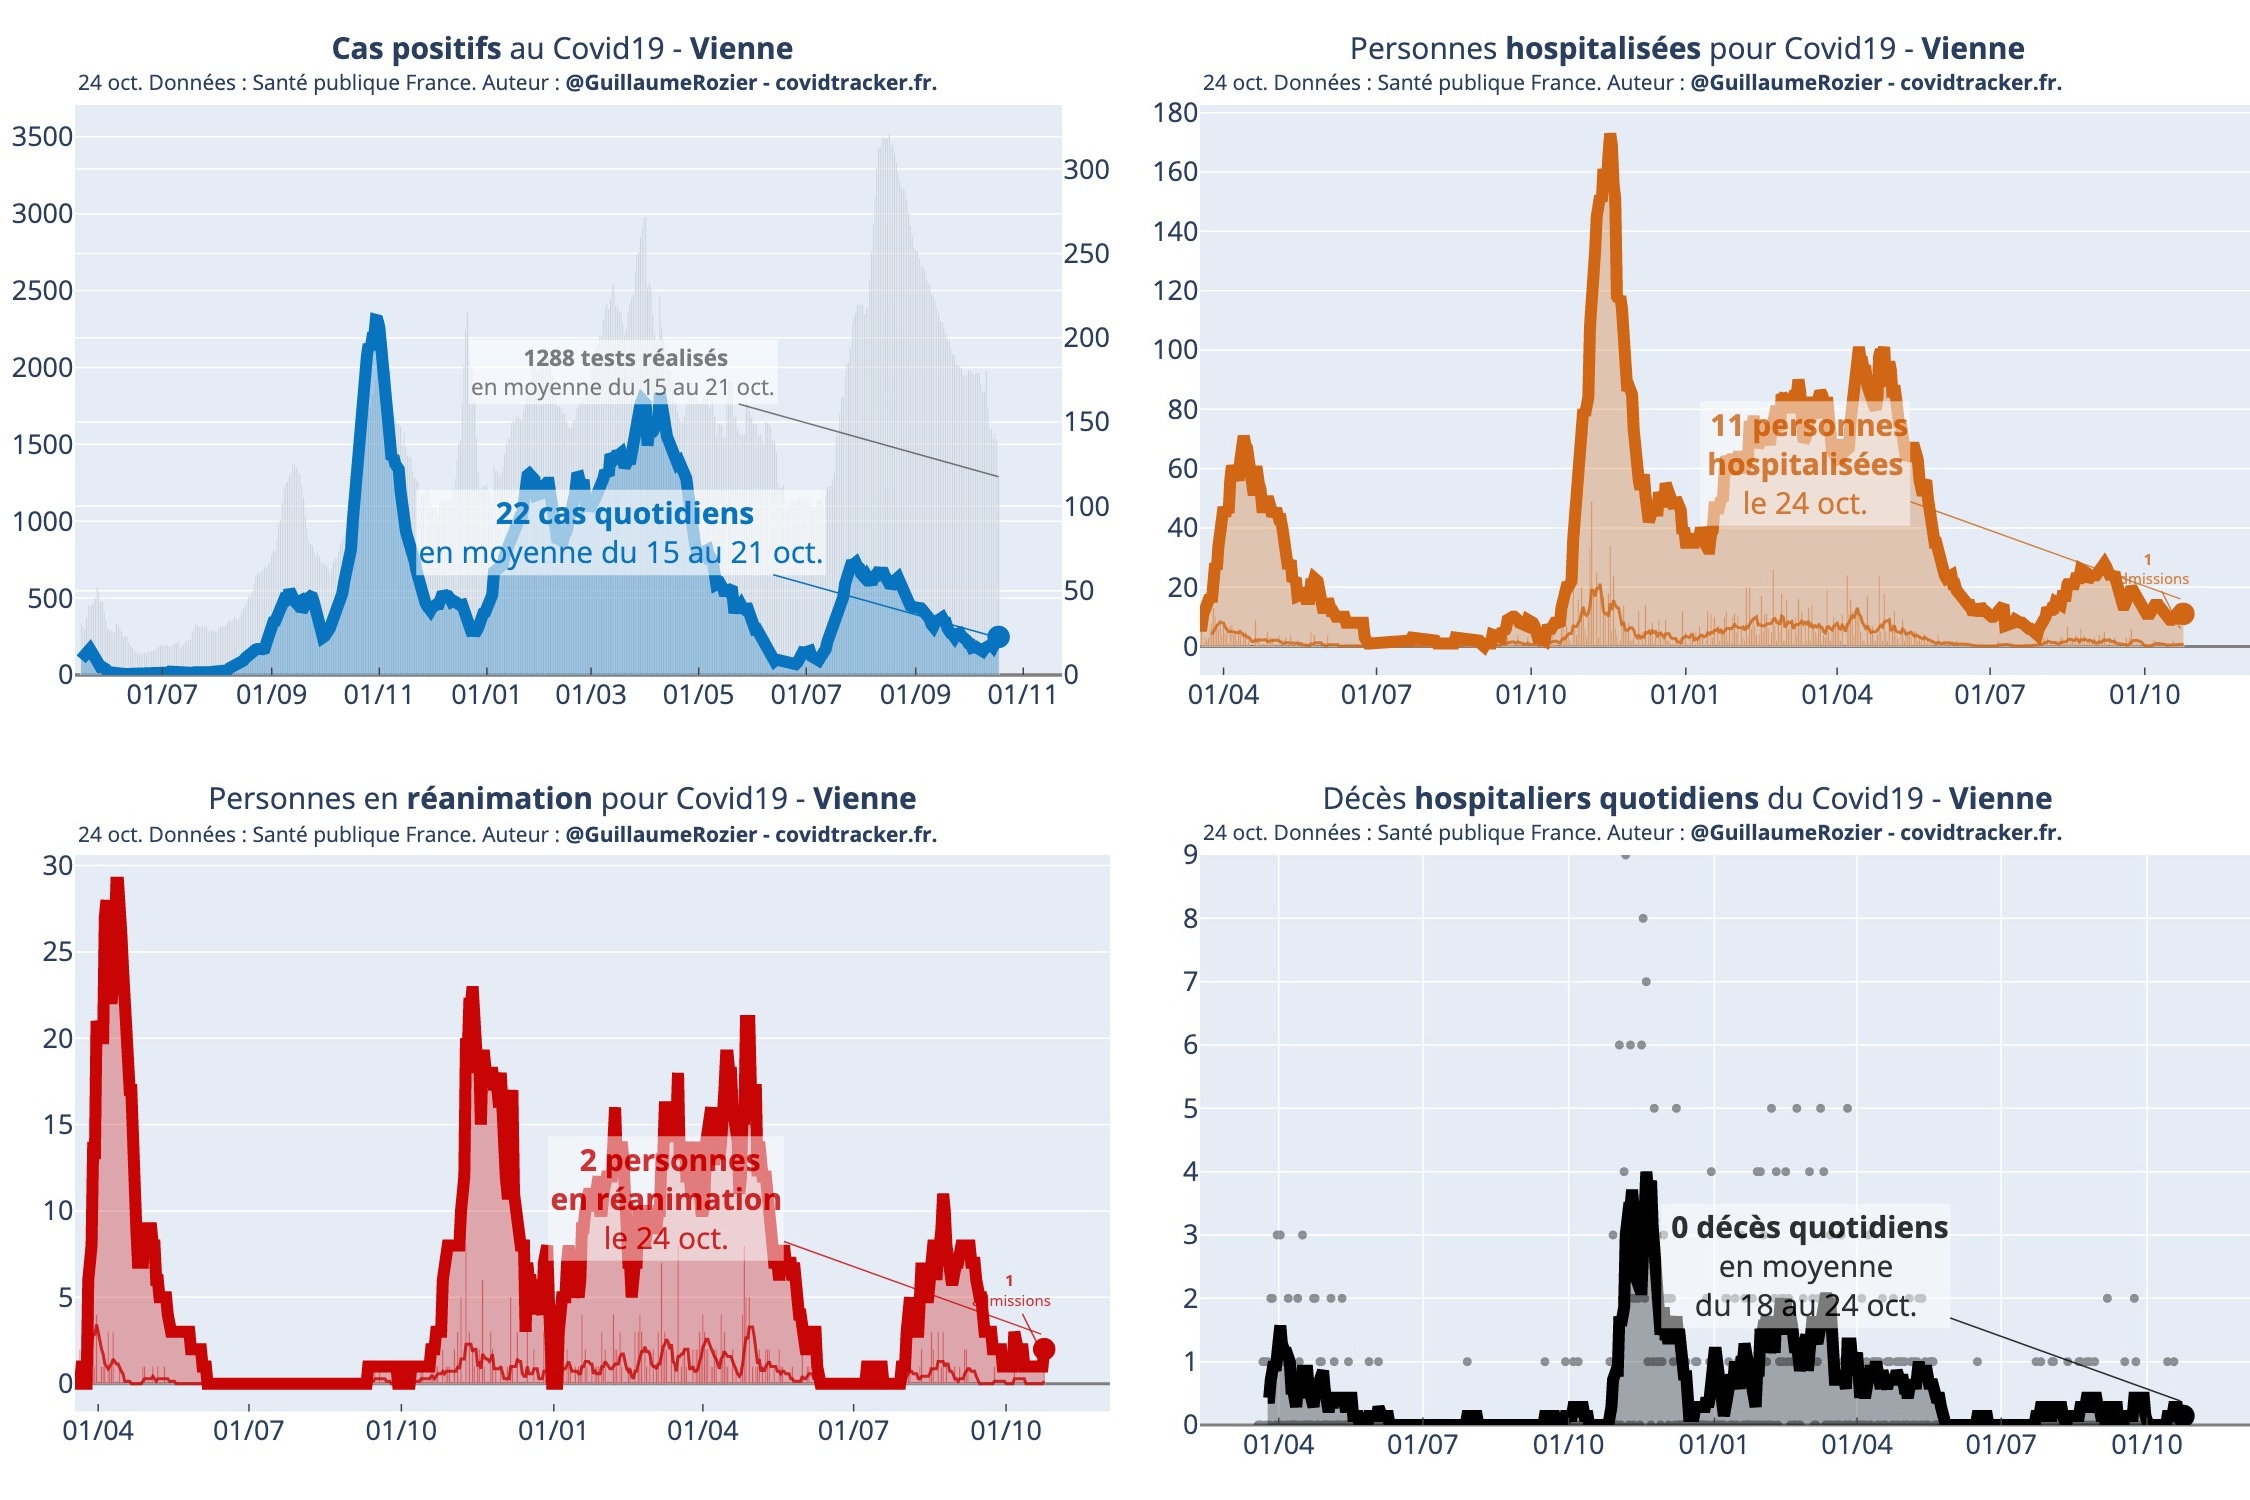 Cas positifs au Covid19 - Vienne
24 oct. Données : Santé publique France. Auteur : @GuillaumeRozier - covidtracker.fr.
3500
3000
2500
2000
1500
1000
500
0
300
250
200
150
100
50
0
1288 tests réalisés
en moyenne du 15 au 21 oct.
22 cas quotidiens
en moyenne du 15 au 21 oct.
01/07 01/09 01/11 01/01 01/03 01/05 01/07 01/09 01/11
Personnes hospitalisées pour Covid19 - Vienne
24 oct. Données : Santé publique France. Auteur : @GuillaumeRozier - covidtracker.fr.
180
160
140
120
100
80
60
40
20
0
11 personnes
hospitalisées
le 24 oct.
1
admissions
01/04 01/07 01/10 01/01 01/04 01/07 01/10
Personnes en réanimation pour Covid19 - Vienne
24 oct. Données : Santé publique France. Auteur : @GuillaumeRozier - covidtracker.fr.
30
25
20
15
10
5
0
2 personnes
en réanimation
le 24 oct.
1
admissions
01/04 01/07 01/10 01/01 01/04 01/07 01/10
Décès hospitaliers quotidiens du Covid19 - Vienne
24 oct. Données : Santé publique France. Auteur : @GuillaumeRozier - covidtracker.fr.
9
8
7
6
5
4
3
2
1
0
0 décès quotidiens
en moyenne
du 18 au 24 oct.
01/04 01/07 01/10 01/01 01/04 01/07 01/10